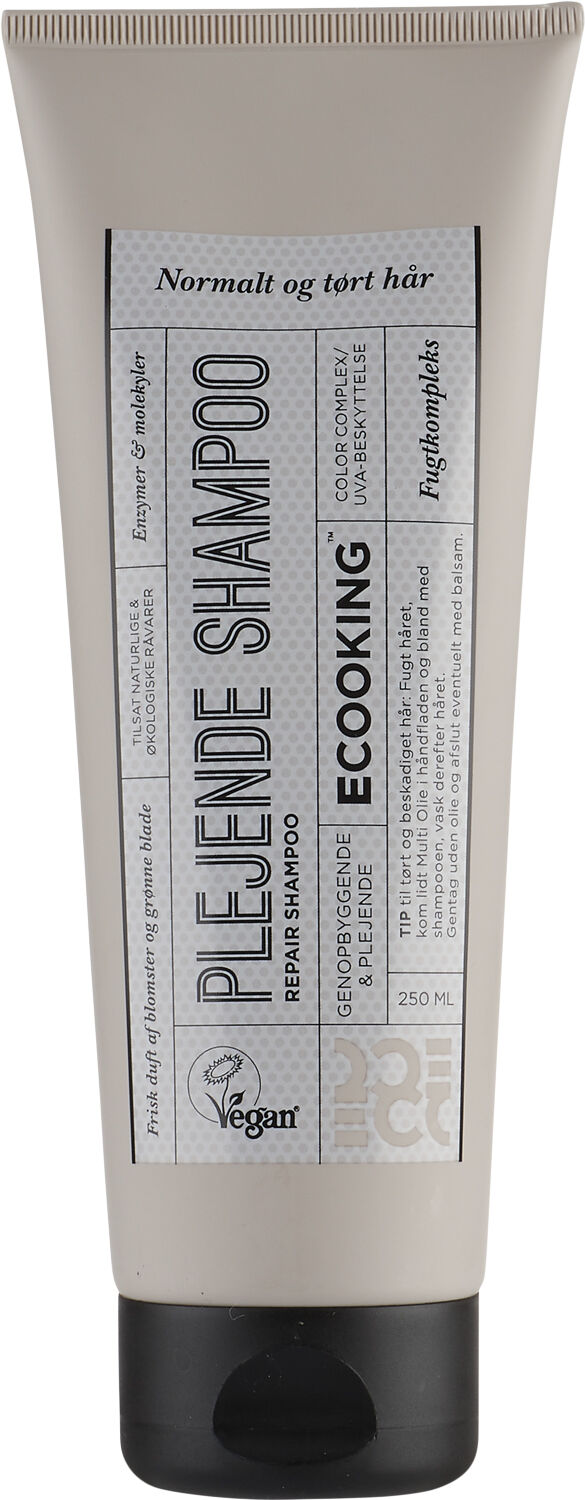 Normalt og tørt hår
Enzymer & molekyler
TILSAT NATURLIGE &
ØKOLOGISKE RÅVARER
Frisk duft af blomster og grønne blade
PLEJENDE SHAMPOO
REPAIR SHAMPOO
Vegan®
COLOR COMPLEX/
UVA-BESKYTTELSE
ECOOKING™
GENOPBYGGENDE
& PLEJENDE
Fugtkompleks
TIP til tørt og beskadiget hår: Fugt håret,
kom lidt Multi Olie i håndfladen og bland med
shampooen, vask derefter håret.
Gentag uden olie og afslut eventuelt med balsam.
250 ML